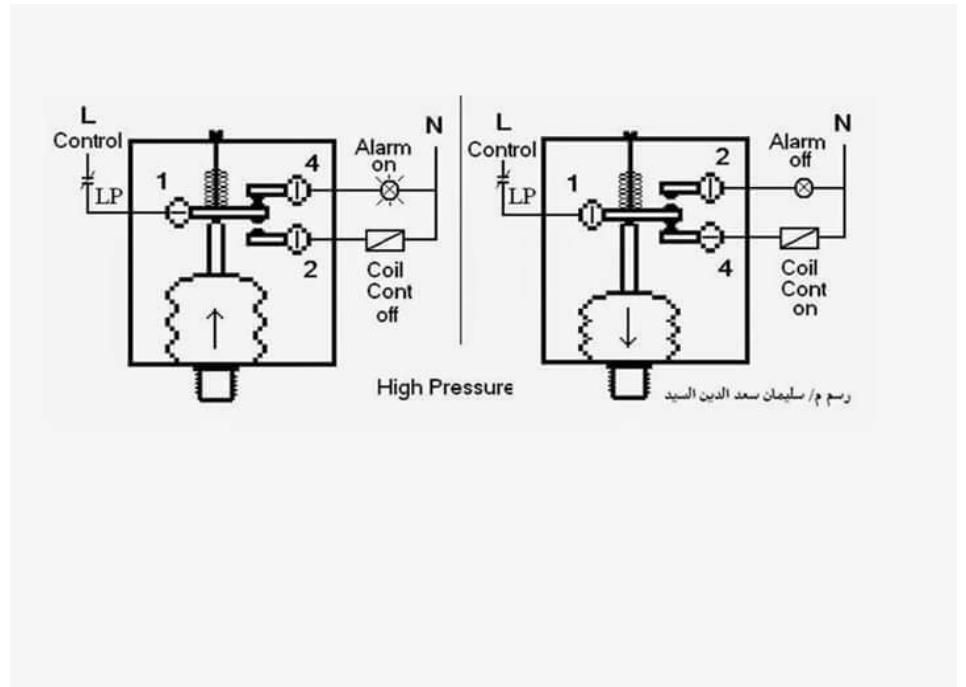 L
Control
LP
1
4
2
Alarm
on
N
Coil
Cont
off
High Pressure
L
Control
LP
1
2
4
Alarm
off
N
Coil
Cont
on
رسم م/ سليمان سعد الدين السيد